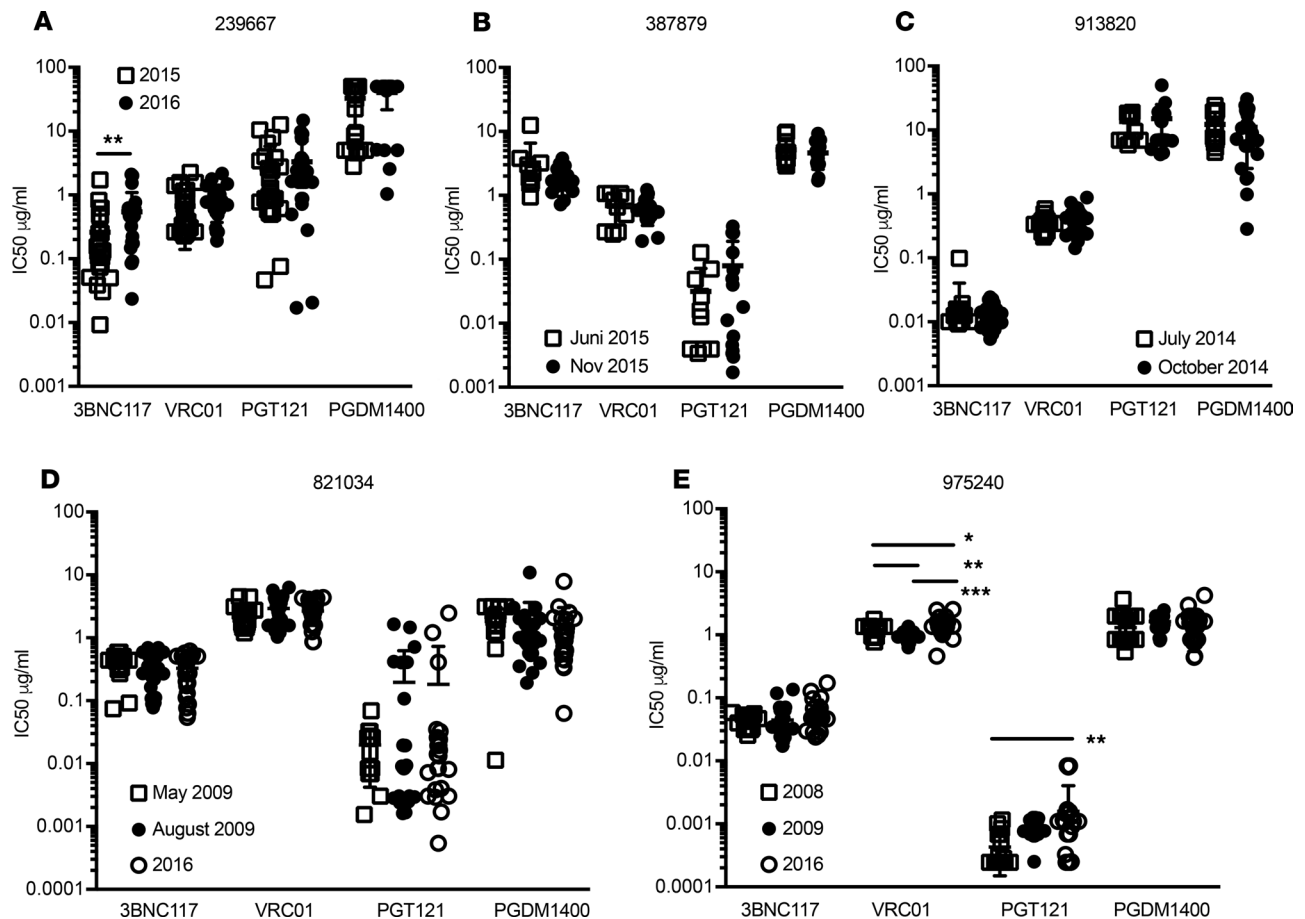 A
239667
IC50 μg/ml
100
10
1
0.1
0.01
0.001
2015
2016
**
3BNC117 VRC01 PGT121 PGDM1400
B
387879
IC50 μg/ml
100
10
1
0.1
0.01
0.001
Juni 2015
Nov 2015
3BNC117 VRC01 PGT121 PGDM1400
C
913820
IC50 μg/ml
100
10
1
0.1
0.01
0.001
July 2014
October 2014
3BNC117 VRC01 PGT121 PGDM1400
D
821034
IC50 μg/ml
100
10
1
0.1
0.01
0.001
0.0001
May 2009
August 2009
2016
3BNC117 VRC01 PGT121 PGDM1400
E
975240
IC50 μg/ml
100
10
1
0.1
0.01
0.001
0.0001
*
**
***
**
2008
2009
2016
3BNC117 VRC01 PGT121 PGDM1400